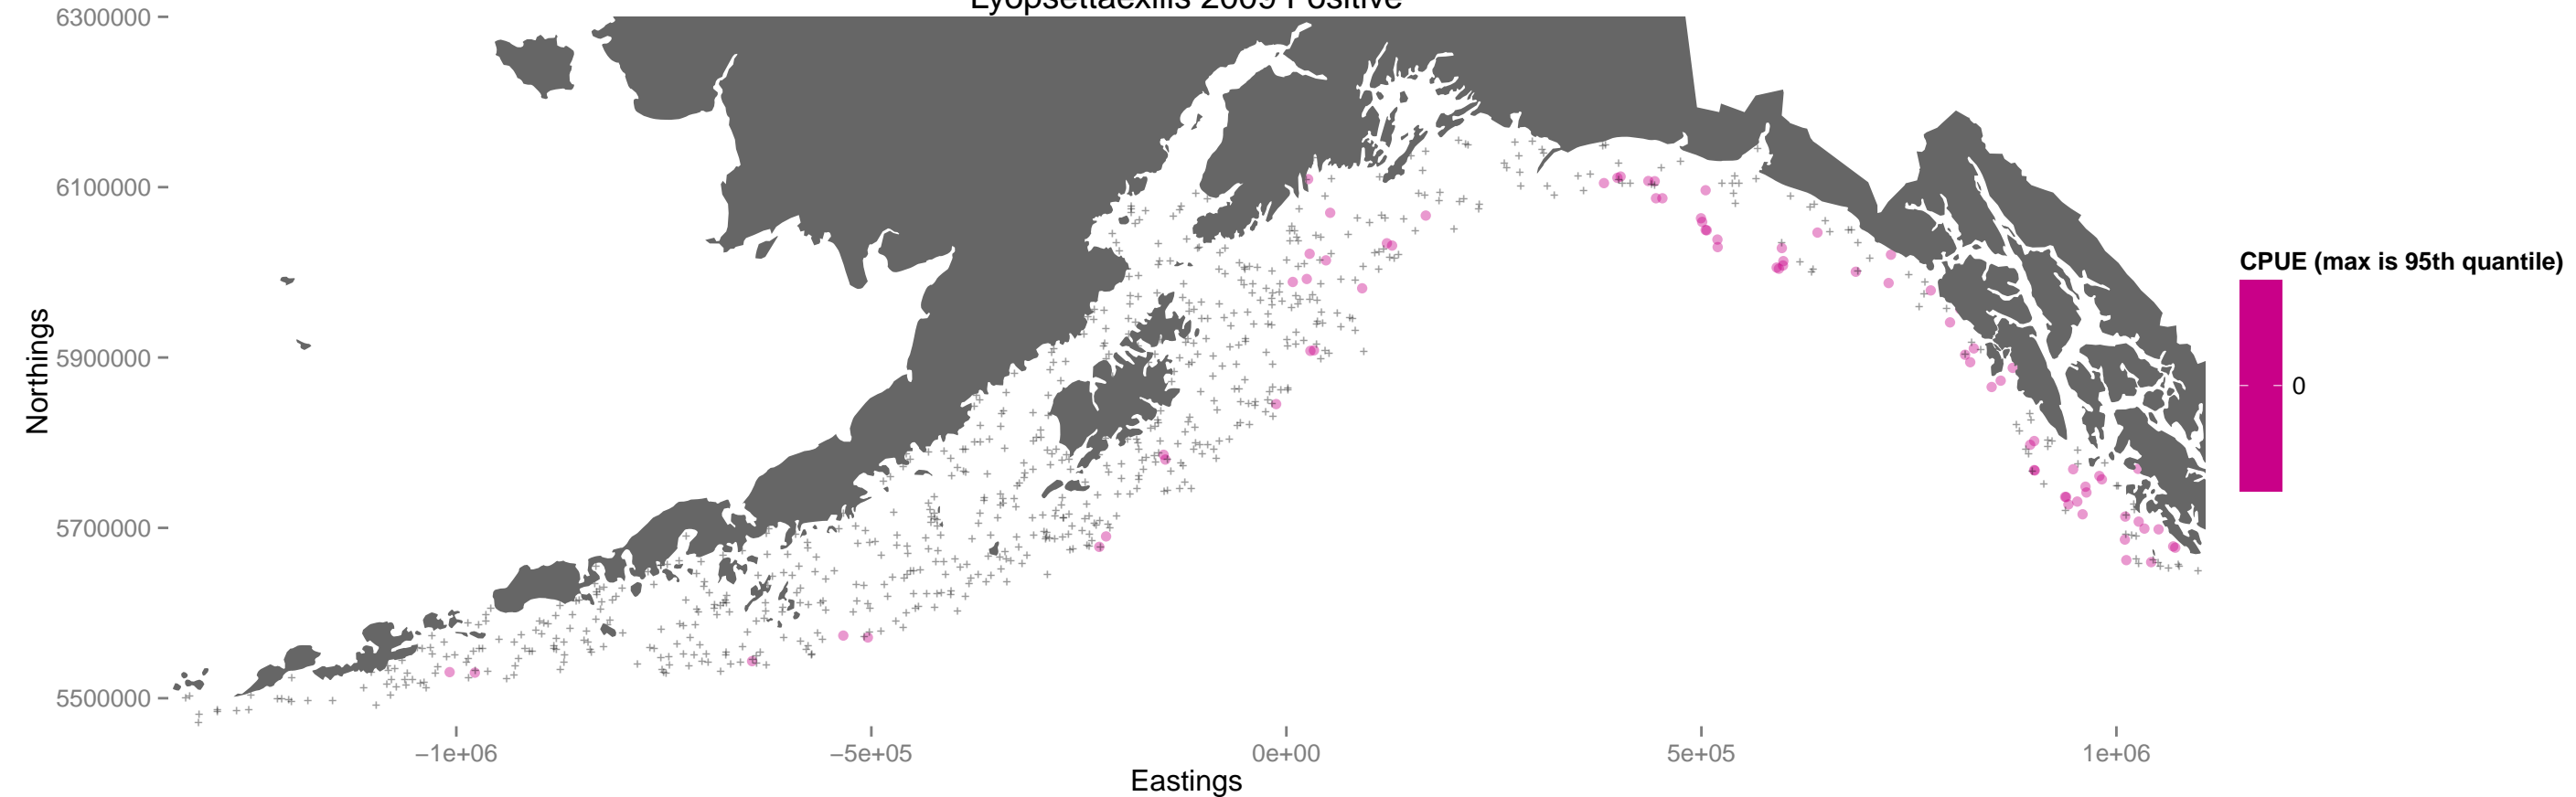 Lyopsettaexilis 2009 Positive
6300000
6100000
5900000
5700000
5500000
Northings
−1e+06
−5e+05
0e+00
5e+05
1e+06
Eastings
CPUE (max is 95th quantile)
0